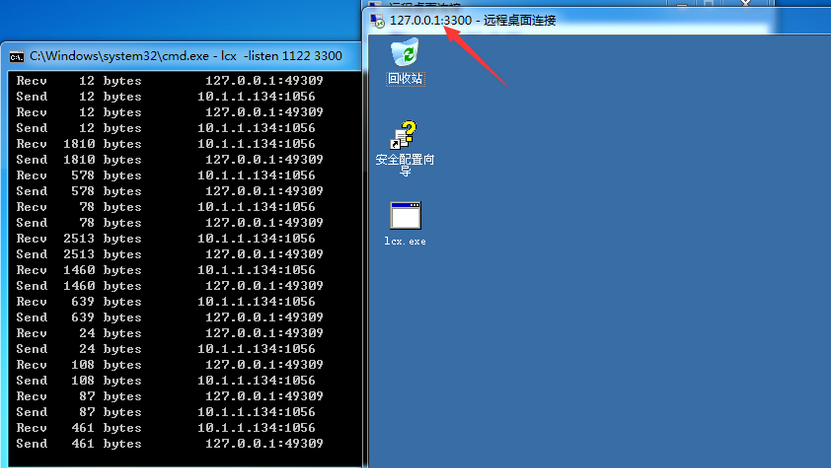 远程桌面连接
127.0.0.1:3300 - 远程桌面连接
C:\Windows\system32\cmd.exe - lcx -listen 1122 3300
Recv 12 bytes 127.0.0.1:49309
Send 12 bytes 10.1.1.134:1056
Recv 12 bytes 127.0.0.1:49309
Send 12 bytes 10.1.1.134:1056
Recv 1810 bytes 10.1.1.134:1056
Send 1810 bytes 127.0.0.1:49309
Recv 578 bytes 10.1.1.134:1056
Send 578 bytes 127.0.0.1:49309
Recv 78 bytes 10.1.1.134:1056
Send 78 bytes 127.0.0.1:49309
Recv 2513 bytes 10.1.1.134:1056
Send 2513 bytes 127.0.0.1:49309
Recv 1460 bytes 10.1.1.134:1056
Send 1460 bytes 127.0.0.1:49309
Recv 639 bytes 10.1.1.134:1056
Send 639 bytes 127.0.0.1:49309
Recv 24 bytes 127.0.0.1:49309
Send 24 bytes 10.1.1.134:1056
Recv 108 bytes 127.0.0.1:49309
Send 108 bytes 10.1.1.134:1056
Recv 87 bytes 127.0.0.1:49309
Send 87 bytes 10.1.1.134:1056
Recv 461 bytes 10.1.1.134:1056
Send 461 bytes 127.0.0.1:49309
回收站
安全配置向
导
lcx.exe